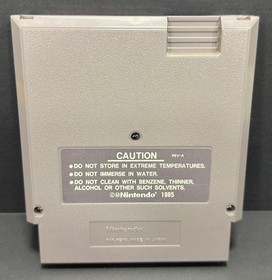 CAUTION REV-A
●DO NOT STORE IN EXTREME TEMPERATURES.
●DO NOT IMMERSE IN WATER.
●DO NOT CLEAN WITH BENZENE, THINNER,
ALCOHOL OR OTHER SUCH SOLVENTS.
©®Nintendo® 1985